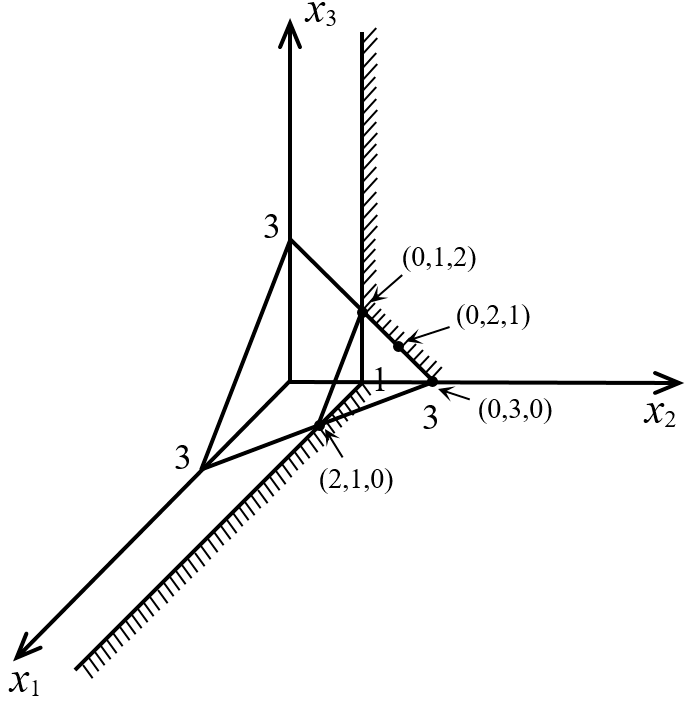 x₃
3
(0,1,2)
(0,2,1)
1
3
(0,3,0)
x₂
3
(2,1,0)
x₁